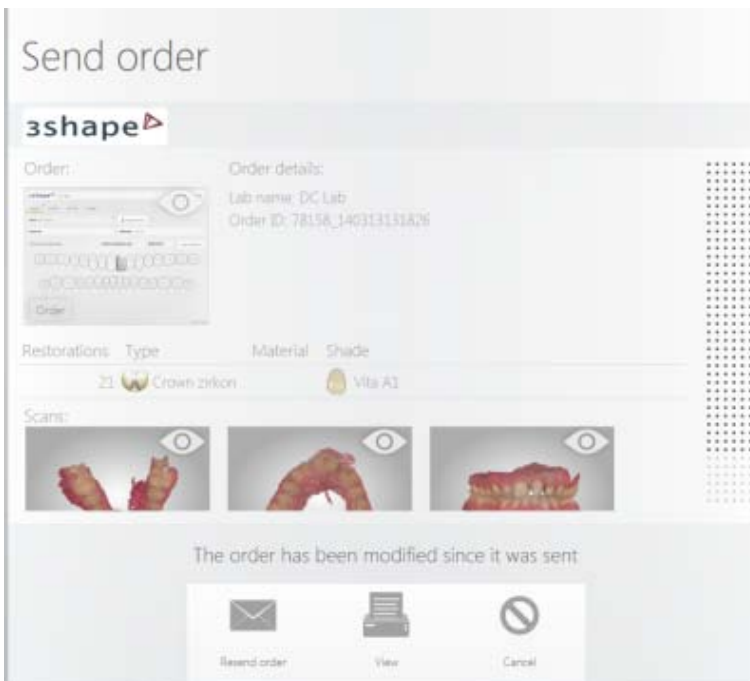 Send order
3shape
Order:
Order details:
Lab name: DC Lab
Order ID: 78158_140313131826
Order
Restorations Type Material Shade
21 Crown zirkon Vita A1
Scans:
The order has been modified since it was sent
Resend order View Cancel